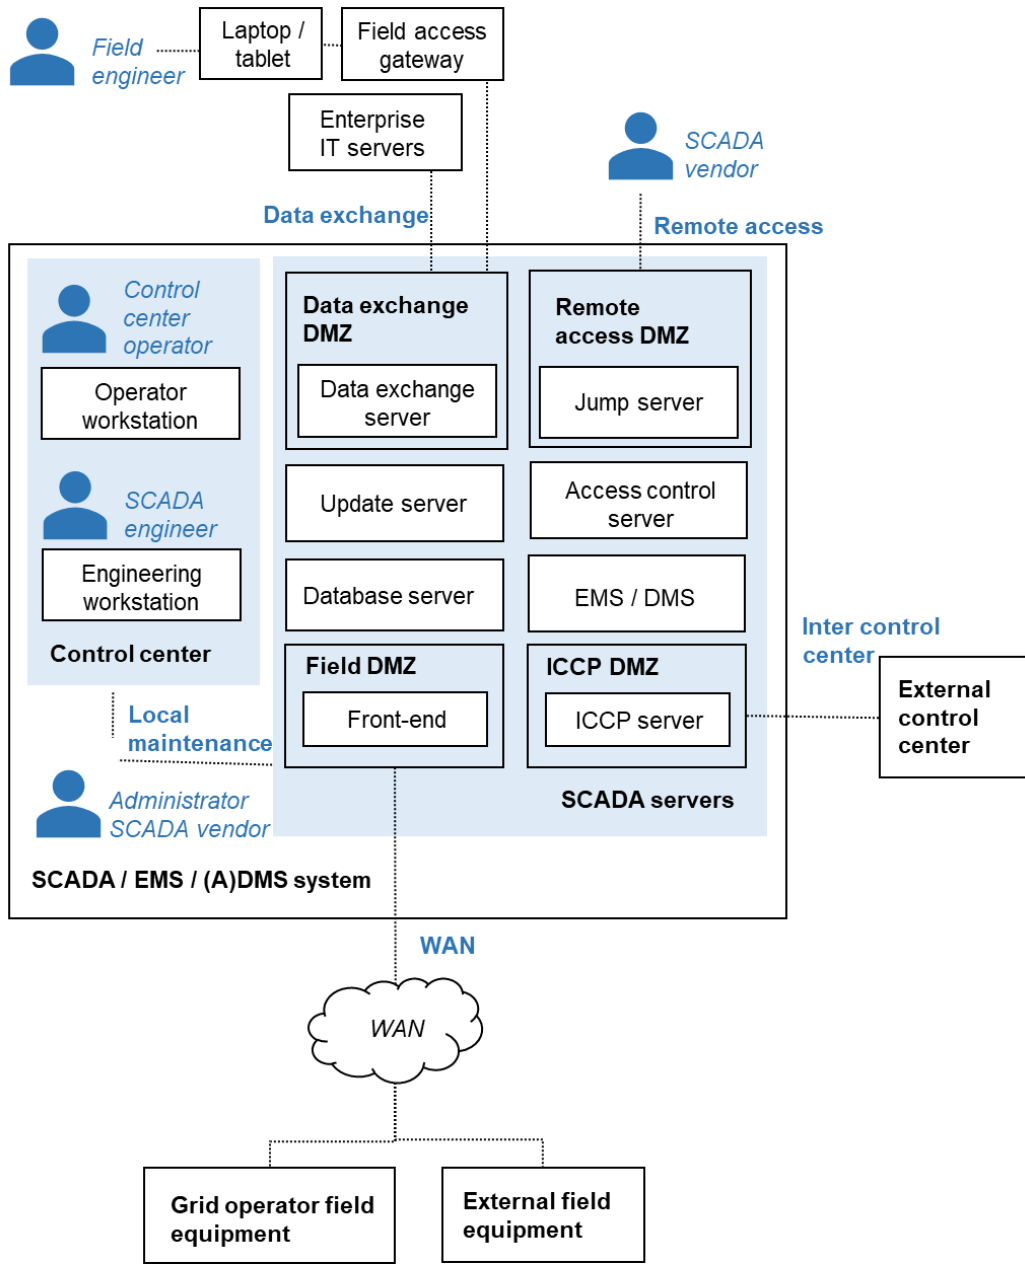 Field
engineer
Laptop /
tablet
Field access
gateway
Enterprise
IT servers
SCADA
vendor
Data exchange
Remote access
Control
center
operator
Operator
workstation
SCADA
engineer
Engineering
workstation
Control center
Data exchange
DMZ
Data exchange
server
Remote
access DMZ
Jump server
Update server
Access control
server
Database server
EMS / DMS
Field DMZ
Front-end
ICCP DMZ
ICCP server
SCADA servers
Inter control
center
External
control
center
Local
maintenance
Administrator
SCADA vendor
SCADA / EMS / (A)DMS system
WAN
WAN
Grid operator field
equipment
External field
equipment